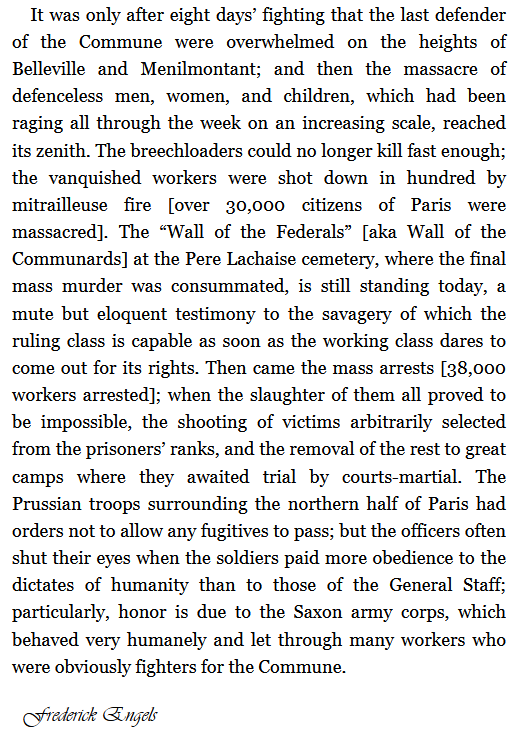 It was only after eight days’ fighting that the last defender
of the Commune were overwhelmed on the heights of
Belleville and Menilmontant; and then the massacre of
defenceless men, women, and children, which had been
raging all through the week on an increasing scale, reached
its zenith. The breechloaders could no longer kill fast enough;
the vanquished workers were shot down in hundred by
mitrailleuse fire [over 30,000 citizens of Paris were
massacred]. The “Wall of the Federals” [aka Wall of the
Communards] at the Pere Lachaise cemetery, where the final
mass murder was consummated, is still standing today, a
mute but eloquent testimony to the savagery of which the
ruling class is capable as soon as the working class dares to
come out for its rights. Then came the mass arrests [38,000
workers arrested]; when the slaughter of them all proved to
be impossible, the shooting of victims arbitrarily selected
from the prisoners’ ranks, and the removal of the rest to great
camps where they awaited trial by courts-martial. The
Prussian troops surrounding the northern half of Paris had
orders not to allow any fugitives to pass; but the officers often
shut their eyes when the soldiers paid more obedience to the
dictates of humanity than to those of the General Staff;
particularly, honor is due to the Saxon army corps, which
behaved very humanely and let through many workers who
were obviously fighters for the Commune.
Frederick Engels